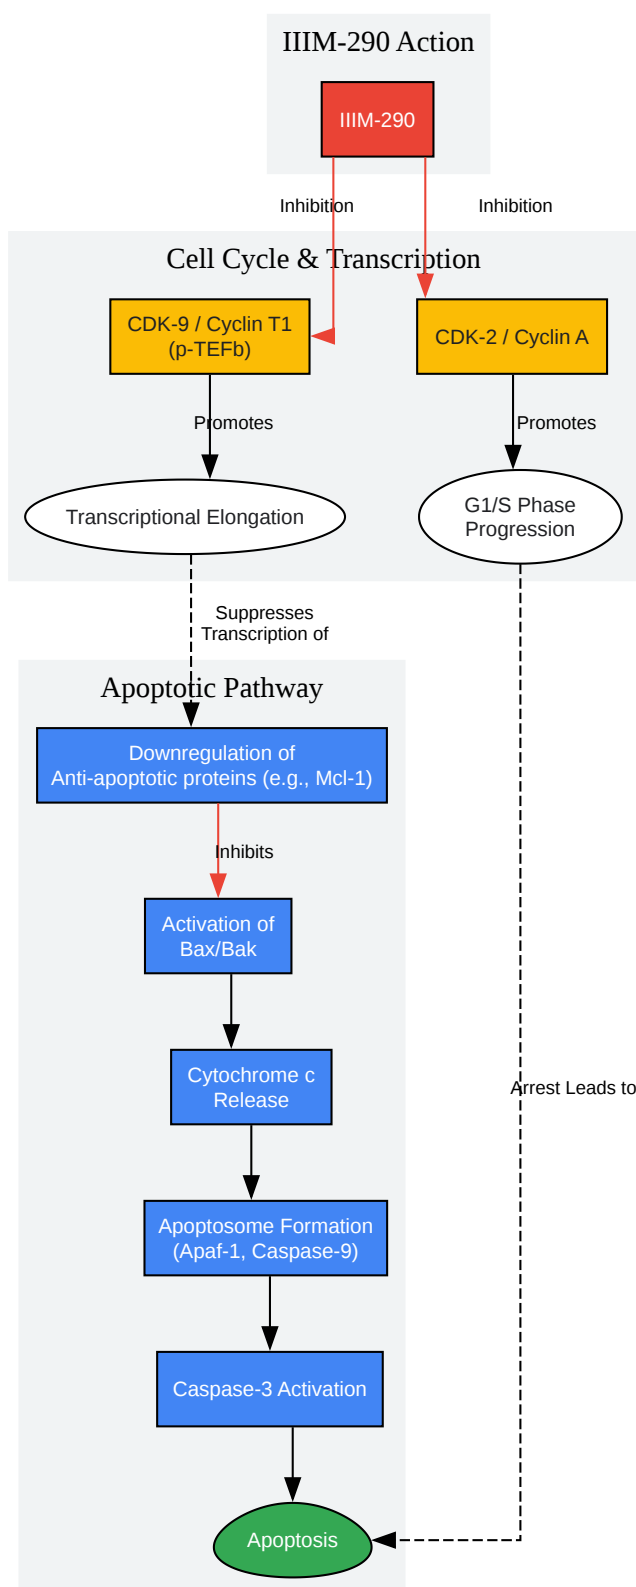 IIIM-290 Action
IIIM-290
Inhibition
Inhibition
Cell Cycle & Transcription
CDK-9 / Cyclin T1
(p-TEFb)
CDK-2 / Cyclin A
Promotes
Promotes
Transcriptional Elongation
G1/S Phase
Progression
Suppresses
Transcription of
Apoptotic Pathway
Downregulation of
Anti-apoptotic proteins (e.g., Mcl-1)
Inhibits
Activation of
Bax/Bak
Cytochrome c
Release
Arrest Leads to
Apoptosome Formation
(Apaf-1, Caspase-9)
Caspase-3 Activation
Apoptosis